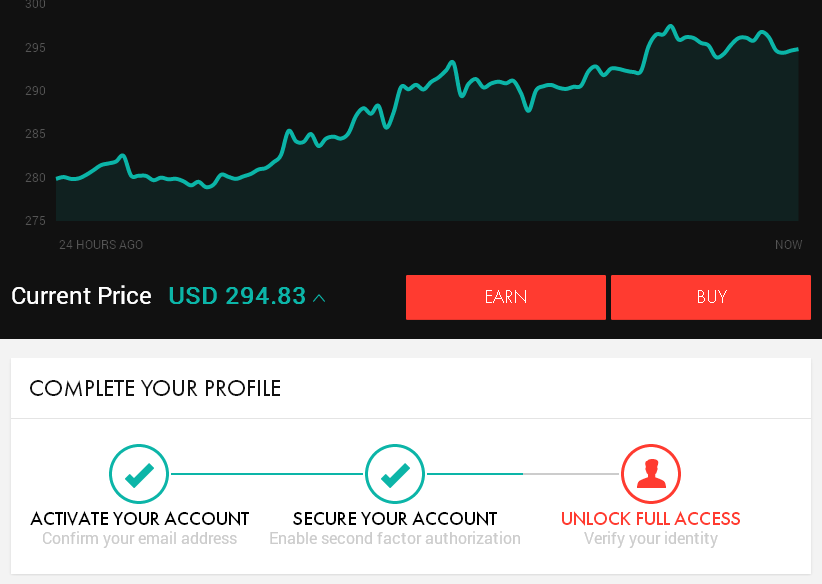 300
295
290
285
280
275
24 HOURS AGO NOW
Current Price USD 294.83 EARN BUY
COMPLETE YOUR PROFILE
ACTIVATE YOUR ACCOUNT SECURE YOUR ACCOUNT UNLOCK FULL ACCESS
Confirm your email address Enable second factor authorization Verify your identity